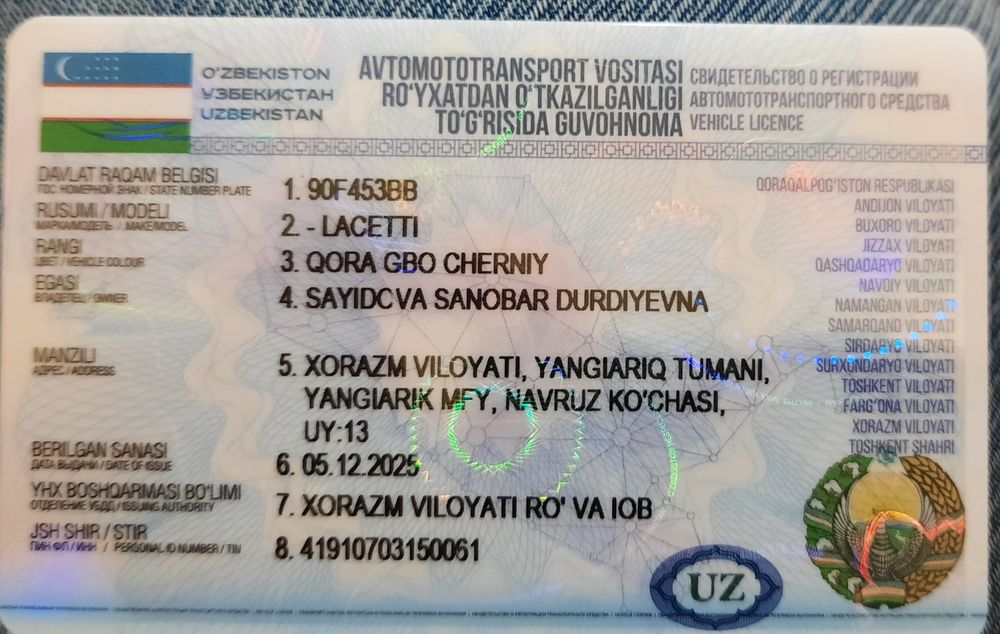 O'ZBEKISTON
ЎЗБЕКИСТАН
UZBEKISTAN
AVTOMOTOTRANSPORT VOSITASI
RO'YXATDAN O'TKAZILGANLIGI
TO'G'RISIDA GUVOHNOMA
СВИДЕТЕЛЬСТВО О РЕГИСТРАЦИИ
АВТОМОТОТРАНСПОРТНОГО СРЕДСТВА
VEHICLE LICENCE
DAVLAT RAQAM BELGISI
ГОС. НОМЕРНОЙ ЗНАК / STATE NUMBER PLATE
1. 90F453BB
RUSUMI / MODELI
МАРКА/МОДЕЛЬ / MAKE/MODEL
2. - LACETTI
RANGI
ЦВЕТ / VEHICLE COLOUR
3. QORA GBO CHERNIY
EGASI
ВЛАДЕЛЕЦ / OWNER
4. SAYIDOVA SANOBAR DURDIYEVNA
MANZILI
АДРЕС / ADDRESS
5. XORAZM VILOYATI, YANGIARIQ TUMANI,
YANGIARIK MFY, NAVRUZ KO'CHASI,
UY:13
BERILGAN SANASI
ДАТА ВЫДАЧИ / DATE OF ISSUE
6. 05.12.2025
YHX BOSHQARMASI BO'LIMI
ОТДЕЛЕНИЕ УБДД / ISSUING AUTHORITY
7. XORAZM VILOYATI RO' VA IOB
JSH SHIR / STIR
ПИН ФЛ / ИНН / PERSONAL ID NUMBER / TIN
8. 41910703150061
QORAQALPOG'ISTON RESPUBLIKASI
ANDIJON VILOYATI
BUXORO VILOYATI
JIZZAX VILOYATI
QASHQADARYO VILOYATI
NAVOIY VILOYATI
NAMANGAN VILOYATI
SAMARQAND VILOYATI
SIRDARYO VILOYATI
SURXONDARYO VILOYATI
TOSHKENT VILOYATI
FARG'ONA VILOYATI
XORAZM VILOYATI
TOSHKENT SHAHRI
UZ